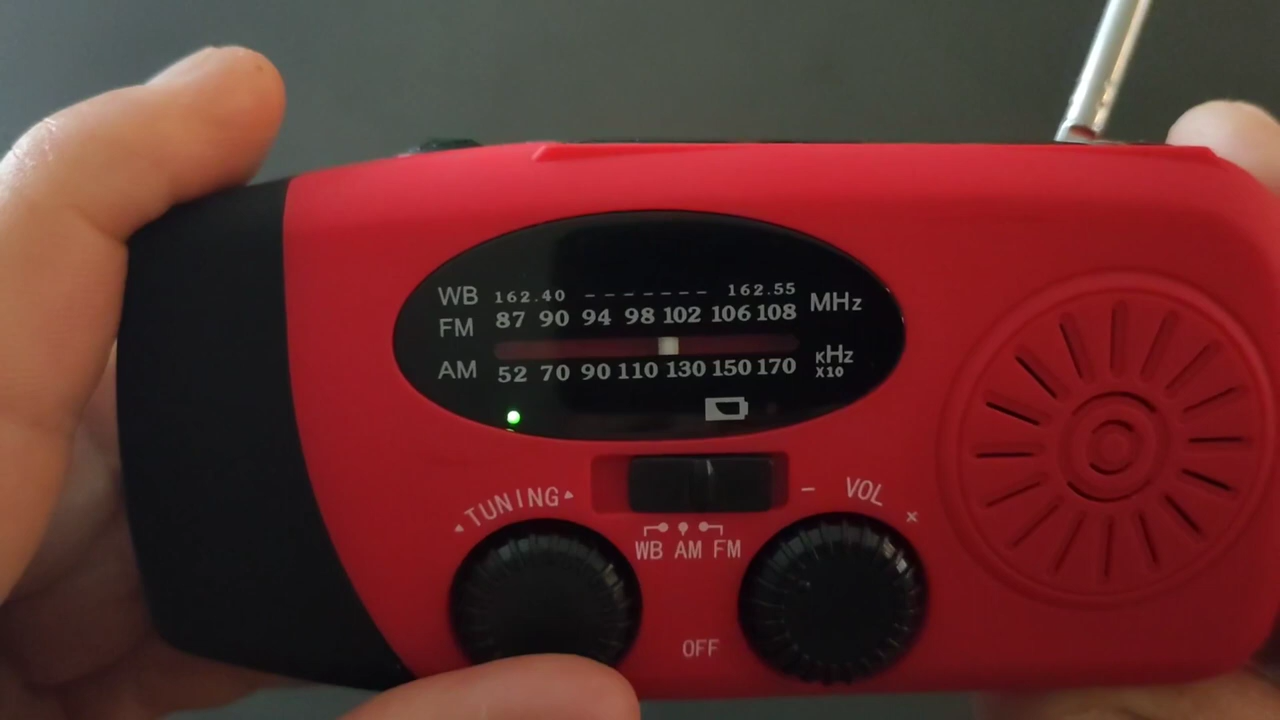 WB 162.40 - - - - - - - 162.55 MHz
FM 87 90 94 98 102 106 108
AM 52 70 90 110 130 150 170 KHz X10
TUNING
- VOL +
WB AM FM
OFF